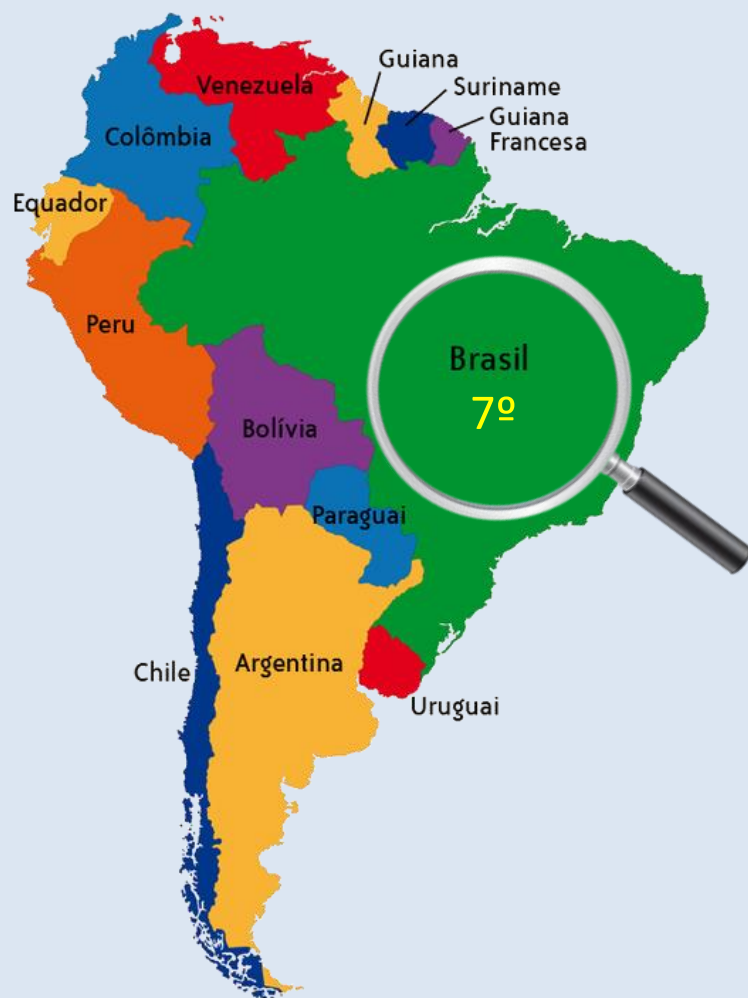 Guiana
Venezuela
Suriname
Guiana
Francesa
Colômbia
Equador
Peru
Brasil
7º
Bolívia
Paraguai
Chile
Argentina
Uruguai